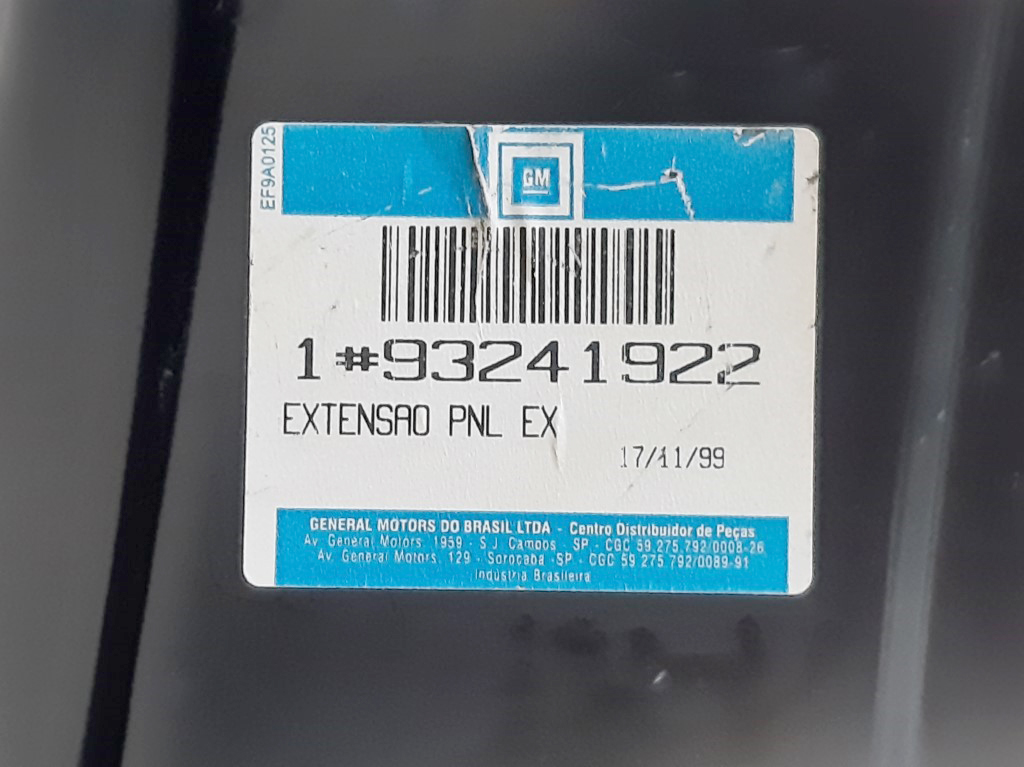 EF9A0125
GM
1#93241922
EXTENSAO PNL EX
17/11/99
GENERAL MOTORS DO BRASIL LTDA - Centro Distribuidor de Peças
Av. General Motors, 1959 - S.J. Campos - SP - CGC 59.275.792/0008-26
Av. General Motors, 129 - Sorocaba -SP - CGC 59 275 792/0089-91
Indústria Brasileira